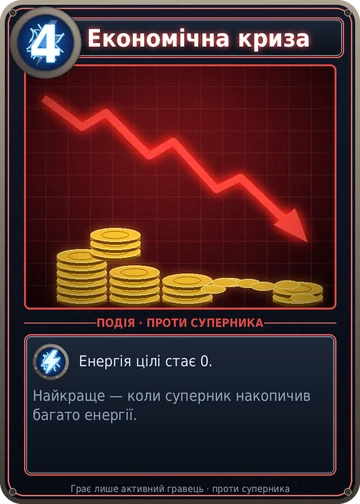 4 Економічна криза
ПОДІЯ · ПРОТИ СУПЕРНИКА
Енергія цілі стає 0.
Найкраще — коли суперник накопичив
багато енергії.
Грає лише активний гравець · проти суперника